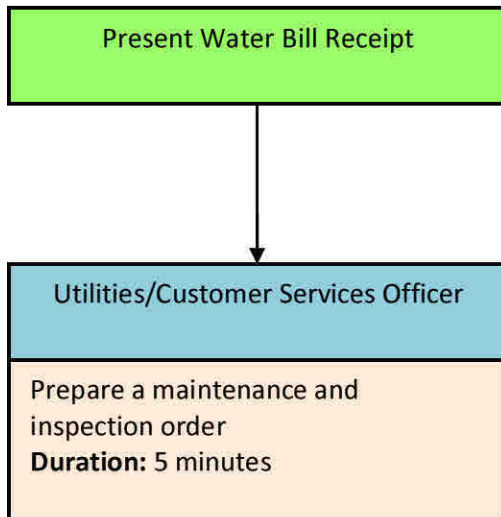 Present Water Bill Receipt
Utilities/Customer Services Officer
Prepare a maintenance and
inspection order
Duration: 5 minutes